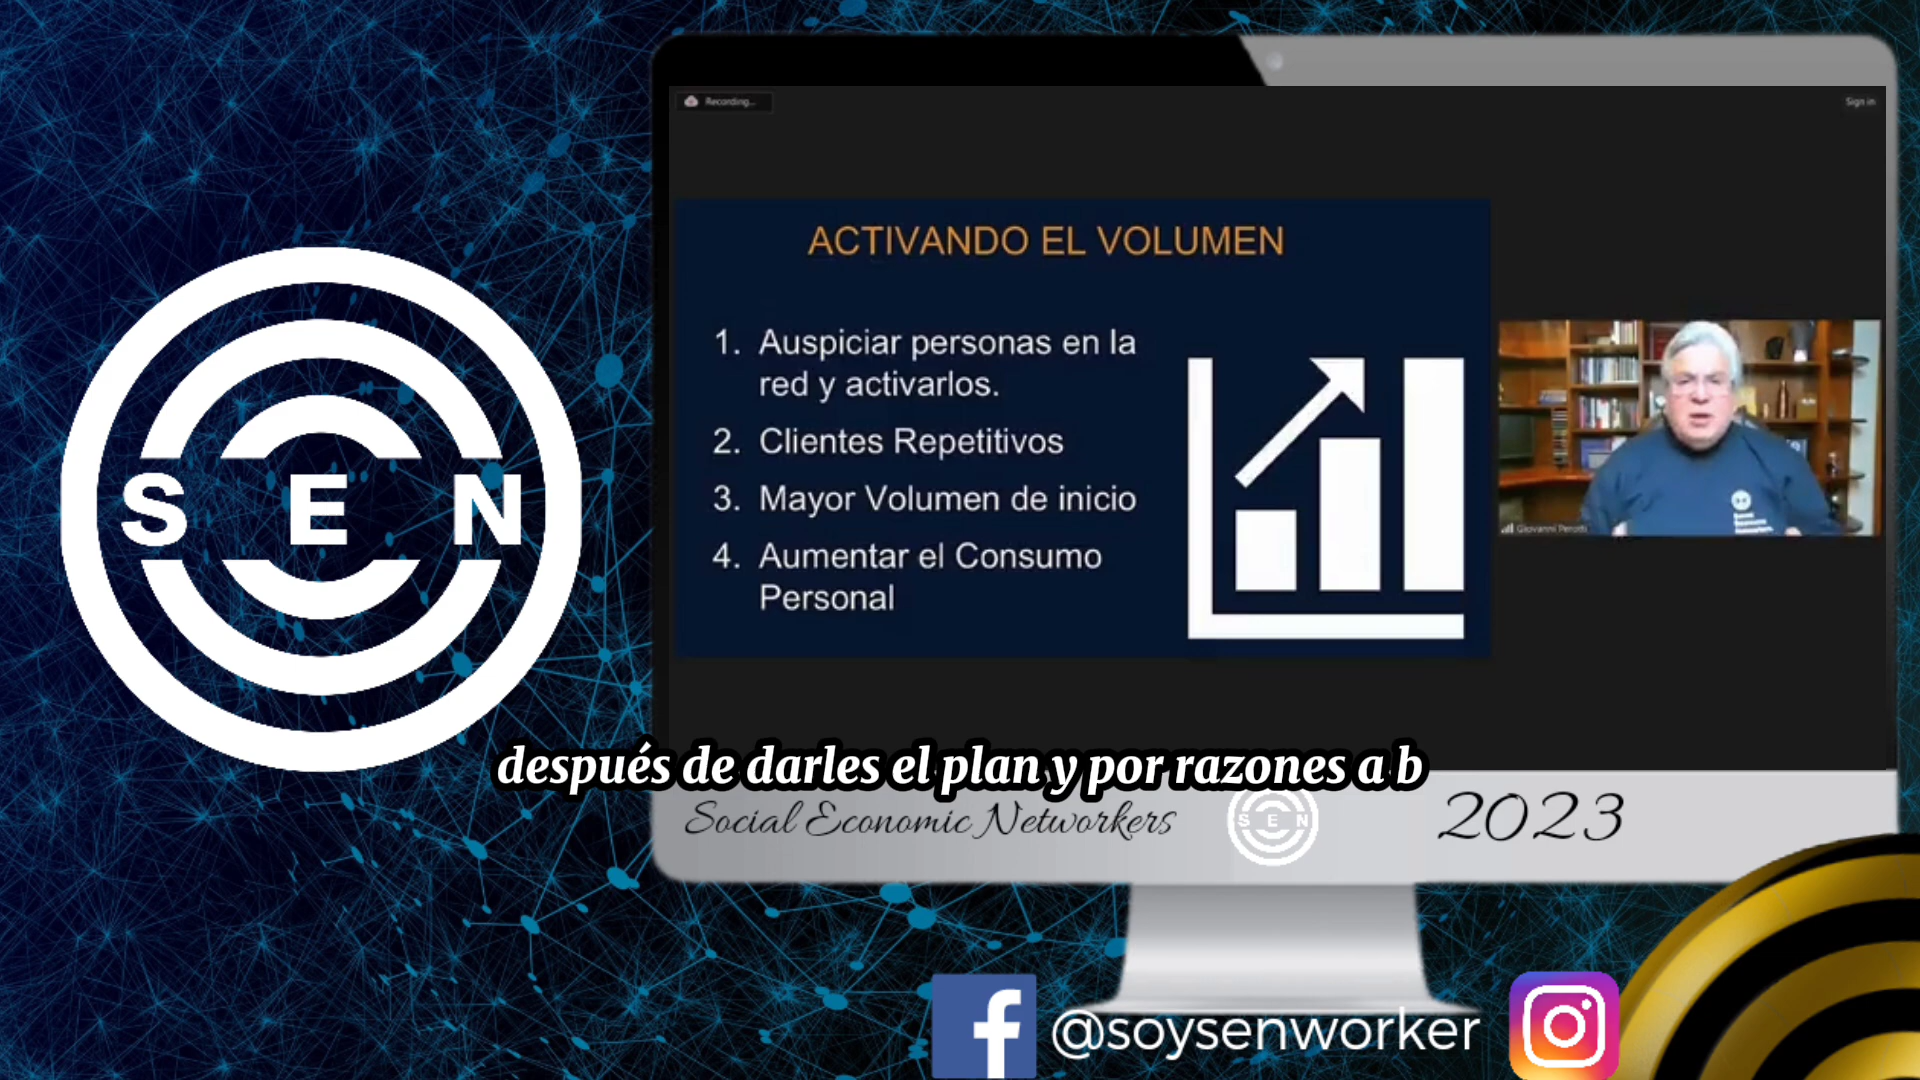 Recording...
Sign in
ACTIVANDO EL VOLUMEN
1. Auspiciar personas en la
red y activarlos.
2. Clientes Repetitivos
3. Mayor Volumen de inicio
4. Aumentar el Consumo
Personal
Giovanni Perotti
S E N
después de darles el plan y por razones a b
Social Economic Networkers
S E N
2023
@soysenworker